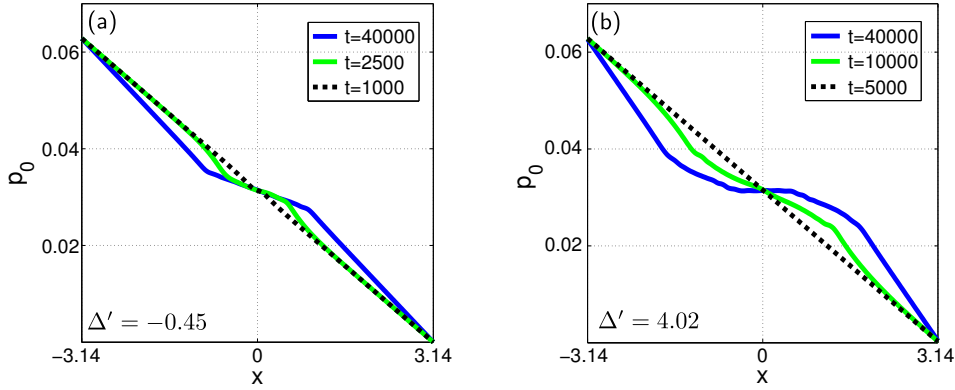 (a)
t=40000
t=2500
t=1000
0.06
0.04
0.02
p₀
Δ′ = −0.45
−3.14 0 3.14
x
(b)
t=40000
t=10000
t=5000
0.06
0.04
0.02
p₀
Δ′ = 4.02
−3.14 0 3.14
x